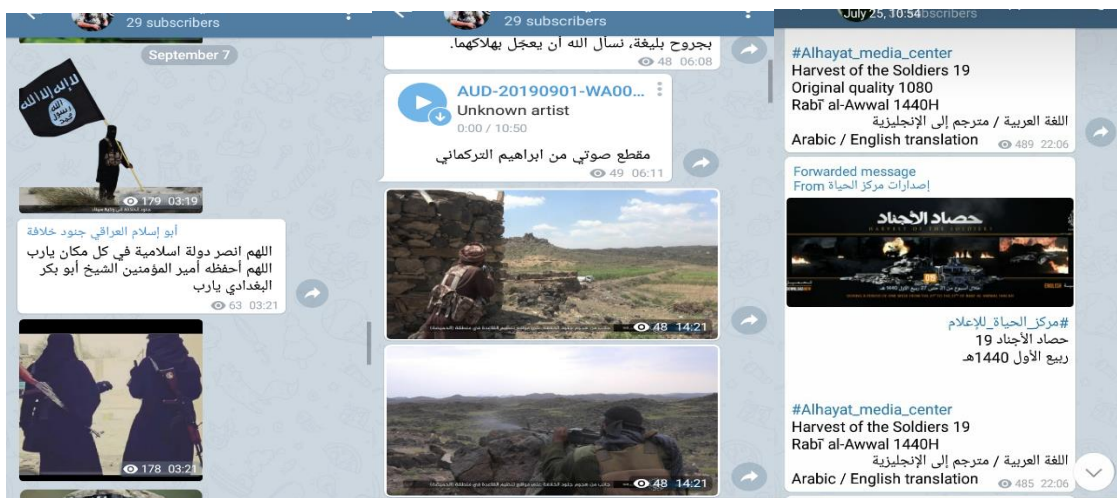 29 subscribers
September 7
179 03:19
أبو إسلام العراقي جنود خلافة
اللهم انصر دولة اسلامية في كل مكان يارب
اللهم أحفظه أمير المؤمنين الشيخ أبو بكر
البغدادي يارب
63 03:21
178 03:21
29 subscribers
بجروح بليغة، نسأل الله أن يعجّل بهلاكهما.
48 06:08
AUD-20190901-WA00...
Unknown artist
0:00 / 10:50
مقطع صوتي من ابراهيم التركماني
49 06:11
48 14:21
48 14:21
July 25, 10:54
#Alhayat_media_center
Harvest of the Soldiers 19
Original quality 1080
Rabī al-Awwal 1440H
اللغة العربية / مترجم إلى الإنجليزية
Arabic / English translation
489 22:06
Forwarded message
From إصدارات مركز الحياة
حصاد الأجناد
HARVEST OF THE SOLDIERS
#مركز_الحياة_للإعلام
حصاد الأجناد 19
ربيع الأول 1440هـ
#Alhayat_media_center
Harvest of the Soldiers 19
Rabī al-Awwal 1440H
اللغة العربية / مترجم إلى الإنجليزية
Arabic / English translation
485 22:06